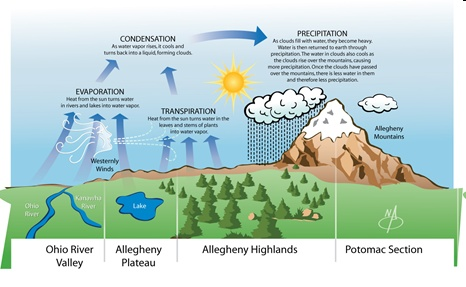 CONDENSATION
As water vapor rises, it cools and
turns back into a liquid, forming clouds.
PRECIPITATION
As clouds fill with water, they become heavy.
Water is then returned to earth through
precipitation. The water in clouds also cools as
the clouds rise over the mountains, causing
more precipitation. Once the clouds have passed
over the mountains, there is less water in them
and therefore less precipitation.
EVAPORATION
Heat from the sun turns water
in rivers and lakes into water vapor.
TRANSPIRATION
Heat from the sun turns water in the
leaves and stems of plants
into water vapor.
Westernly
Winds
Allegheny
Mountains
Ohio
River
Kanawha
River
Lake
Ohio River
Valley
Allegheny
Plateau
Allegheny Highlands
Potomac Section